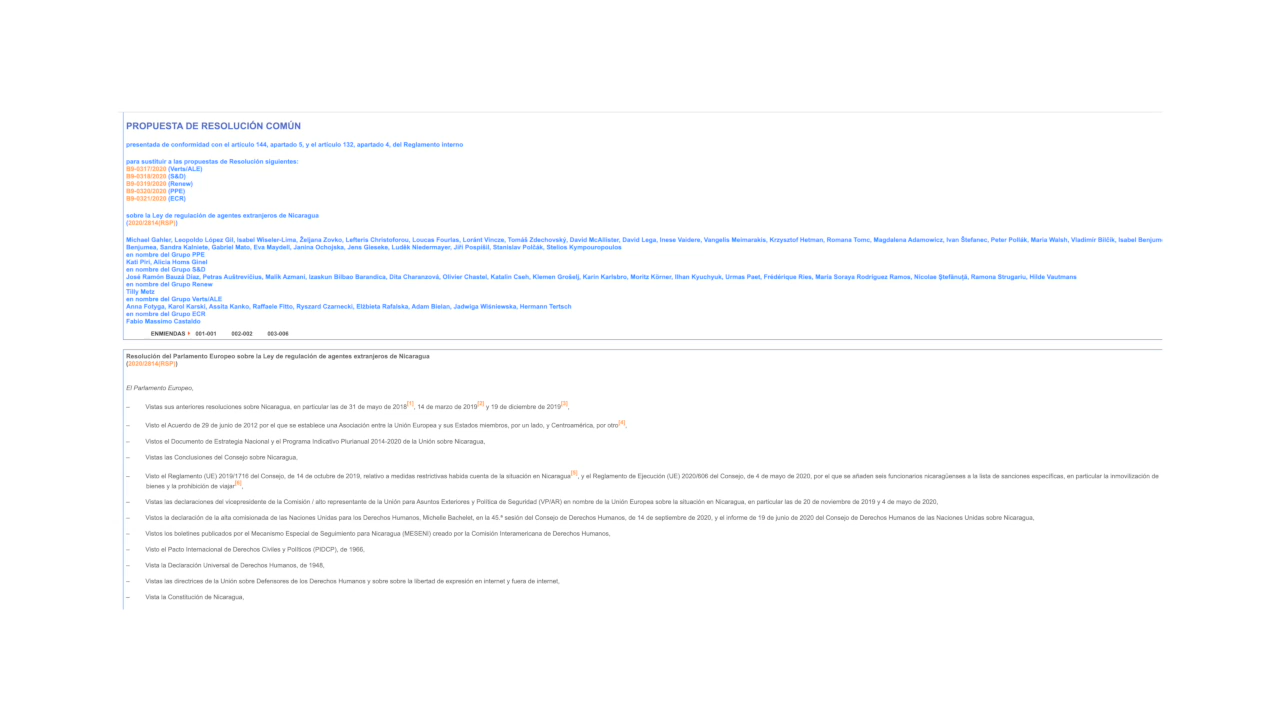 PROPUESTA DE RESOLUCIÓN COMÚN
presentada de conformidad con el artículo 144, apartado 5, y el artículo 132, apartado 4, del Reglamento interno
para sustituir a las propuestas de Resolución siguientes:
B9-0317/2020 (Verts/ALE)
B9-0318/2020 (S&D)
B9-0319/2020 (Renew)
B9-0320/2020 (PPE)
B9-0321/2020 (ECR)
sobre la Ley de regulación de agentes extranjeros de Nicaragua
(2020/2814(RSP))
Michael Gahler, Leopoldo López Gil, Isabel Wiseler-Lima, Željana Zovko, Lefteris Christoforou, Loucas Fourlas, Loránt Vincze, Tomáš Zdechovský, David McAllister, David Lega, Inese Vaidere, Vangelis Meimarakis, Krzysztof Hetman, Romana Tomc, Magdalena Adamowicz, Ivan Štefanec, Peter Pollák, Maria Walsh, Vladimír Bilčík, Isabel Benjum
Benjumea, Sandra Kalniete, Gabriel Mato, Eva Maydell, Janina Ochojska, Jens Gieseke, Luděk Niedermayer, Jiří Pospíšil, Stanislav Polčák, Stelios Kympouropoulos
en nombre del Grupo PPE
Kati Piri, Alicia Homs Ginel
en nombre del Grupo S&D
José Ramón Bauzá Díaz, Petras Auštrevičius, Malik Azmani, Izaskun Bilbao Barandica, Dita Charanzová, Olivier Chastel, Katalin Cseh, Klemen Grošelj, Karin Karlsbro, Moritz Körner, Ilhan Kyuchyuk, Urmas Paet, Frédérique Ries, María Soraya Rodríguez Ramos, Nicolae Ştefănuță, Ramona Strugariu, Hilde Vautmans
en nombre del Grupo Renew
Tilly Metz
en nombre del Grupo Verts/ALE
Anna Fotyga, Karol Karski, Assita Kanko, Raffaele Fitto, Ryszard Czarnecki, Elżbieta Rafalska, Adam Bielan, Jadwiga Wiśniewska, Hermann Tertsch
en nombre del Grupo ECR
Fabio Massimo Castaldo
ENMIENDAS 001-001 002-002 003-006
Resolución del Parlamento Europeo sobre la Ley de regulación de agentes extranjeros de Nicaragua
(2020/2814(RSP))
El Parlamento Europeo,
– Vistas sus anteriores resoluciones sobre Nicaragua, en particular las de 31 de mayo de 2018[1], 14 de marzo de 2019[2] y 19 de diciembre de 2019[3],
– Visto el Acuerdo de 29 de junio de 2012 por el que se establece una Asociación entre la Unión Europea y sus Estados miembros, por un lado, y Centroamérica, por otro[4],
– Vistos el Documento de Estrategia Nacional y el Programa Indicativo Plurianual 2014-2020 de la Unión sobre Nicaragua,
– Vistas las Conclusiones del Consejo sobre Nicaragua,
– Visto el Reglamento (UE) 2019/1716 del Consejo, de 14 de octubre de 2019, relativo a medidas restrictivas habida cuenta de la situación en Nicaragua[5], y el Reglamento de Ejecución (UE) 2020/606 del Consejo, de 4 de mayo de 2020, por el que se añaden seis funcionarios nicaragüenses a la lista de sanciones específicas, en particular la inmovilización de
bienes y la prohibición de viajar[6],
– Vistas las declaraciones del vicepresidente de la Comisión / alto representante de la Unión para Asuntos Exteriores y Política de Seguridad (VP/AR) en nombre de la Unión Europea sobre la situación en Nicaragua, en particular las de 20 de noviembre de 2019 y 4 de mayo de 2020,
– Vistos la declaración de la alta comisionada de las Naciones Unidas para los Derechos Humanos, Michelle Bachelet, en la 45.ª sesión del Consejo de Derechos Humanos, de 14 de septiembre de 2020, y el informe de 19 de junio de 2020 del Consejo de Derechos Humanos de las Naciones Unidas sobre Nicaragua,
– Vistos los boletines publicados por el Mecanismo Especial de Seguimiento para Nicaragua (MESENI) creado por la Comisión Interamericana de Derechos Humanos,
– Visto el Pacto Internacional de Derechos Civiles y Políticos (PIDCP), de 1966,
– Vista la Declaración Universal de Derechos Humanos, de 1948,
– Vistas las directrices de la Unión sobre Defensores de los Derechos Humanos y sobre sobre la libertad de expresión en internet y fuera de internet,
– Vista la Constitución de Nicaragua,